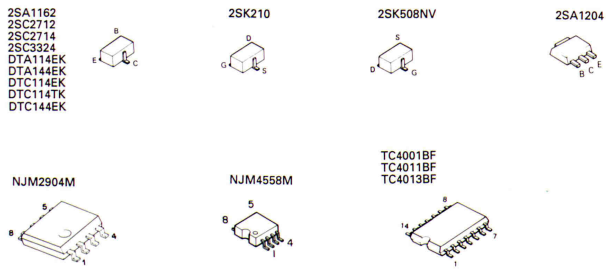 2SA1162
2SC2712
2SC2714
2SC3324
DTA114EK
DTA144EK
DTC114EK
DTC114TK
DTC144EK
B
E
C
2SK210
D
G
S
2SK508NV
S
D
G
2SA1204
B C E
NJM2904M
5
8
4
1
NJM4558M
5
8
4
1
TC4001BF
TC4011BF
TC4013BF
8
14
7
1